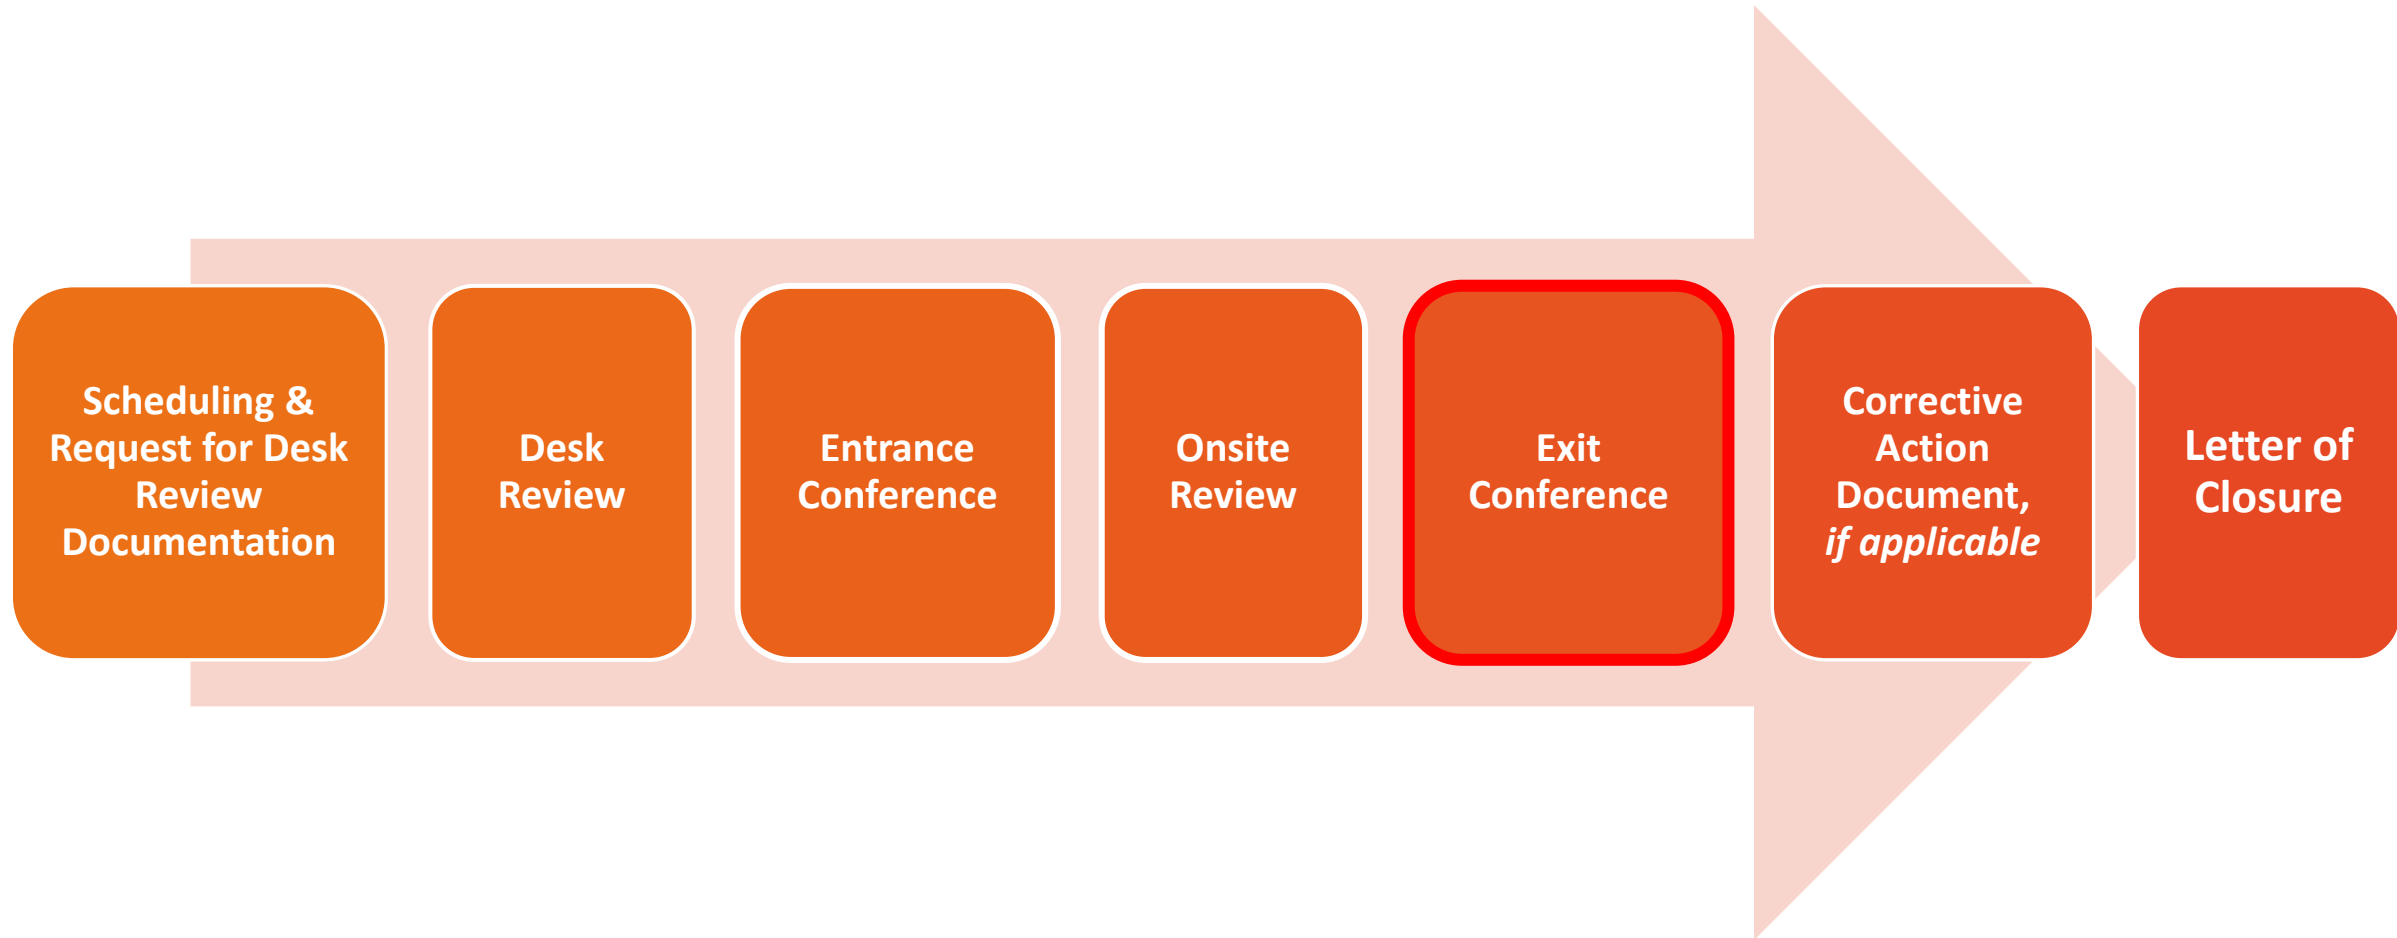 Scheduling &
Request for Desk
Review
Documentation
Desk
Review
Entrance
Conference
Onsite
Review
Exit
Conference
Corrective
Action
Document,
if applicable
Letter of
Closure